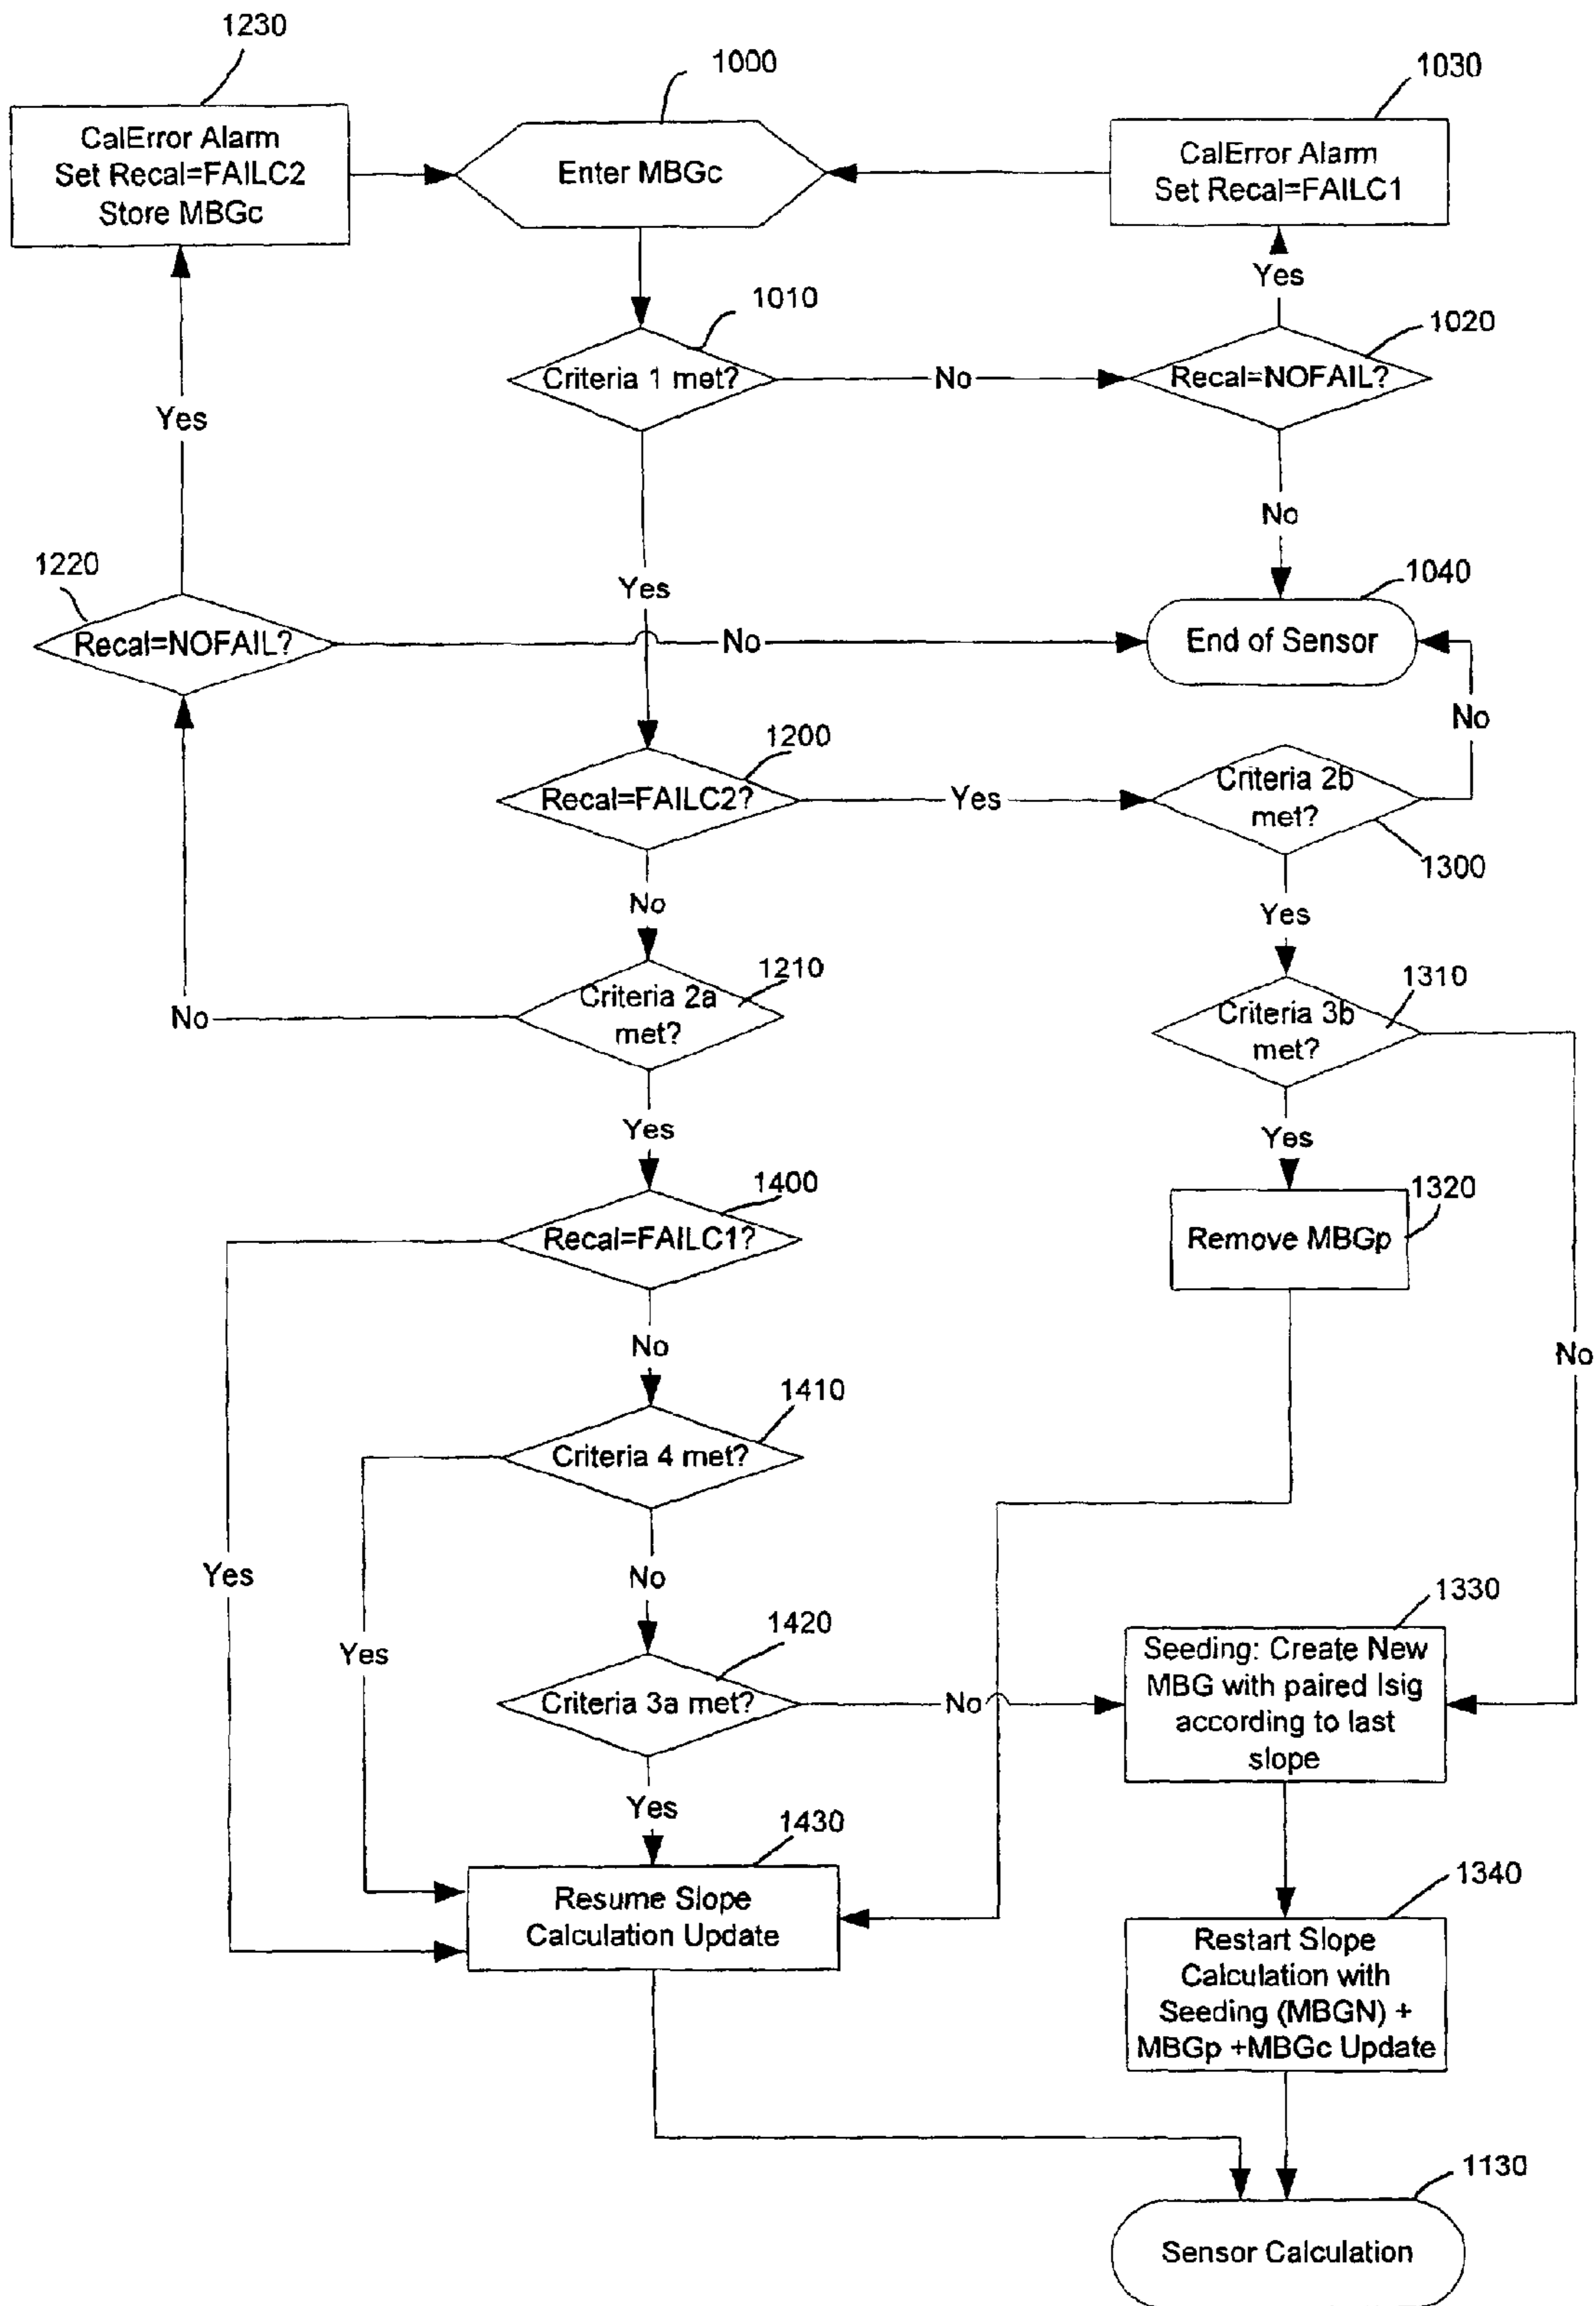 1230
1000
1030
CalError Alarm
Set Recal=FAILC2
Store MBGc
Enter MBGc
CalError Alarm
Set Recal=FAILC1
Yes
1010
1020
Criteria 1 met?
No
Recal=NOFAIL?
Yes
No
1220
Yes
1040
Recal=NOFAIL?
No
End of Sensor
No
1200
Recal=FAILC2?
Yes
Criteria 2b
met?
1300
No
Yes
1210
Criteria 2a
met?
No
1310
Criteria 3b
met?
Yes
Yes
1400
Recal=FAILC1?
1320
Remove MBGp
No
No
1410
Criteria 4 met?
Yes
No
1420
Yes
Criteria 3a met?
No
1330
Seeding: Create New
MBG with paired Isig
according to last
slope
Yes
1430
Resume Slope
Calculation Update
1340
Restart Slope
Calculation with
Seeding (MBGN) +
MBGp +MBGc Update
1130
Sensor Calculation